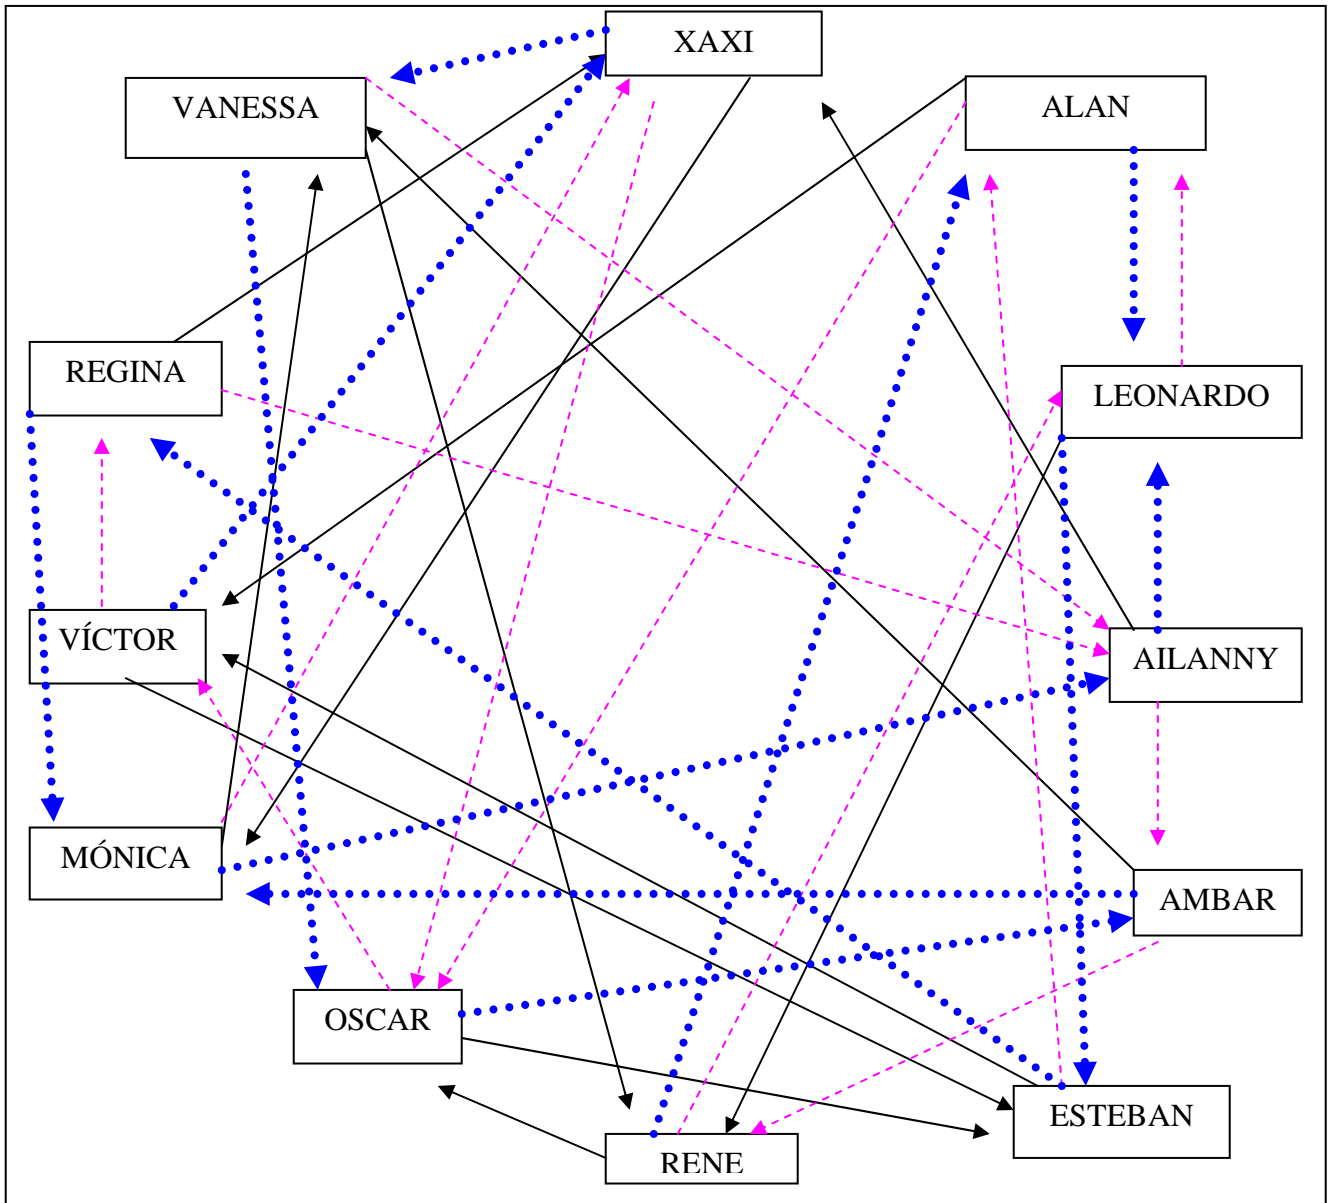 XAXI
VANESSA
ALAN
REGINA
LEONARDO
VÍCTOR
AILANNY
MÓNICA
AMBAR
OSCAR
ESTEBAN
RENE